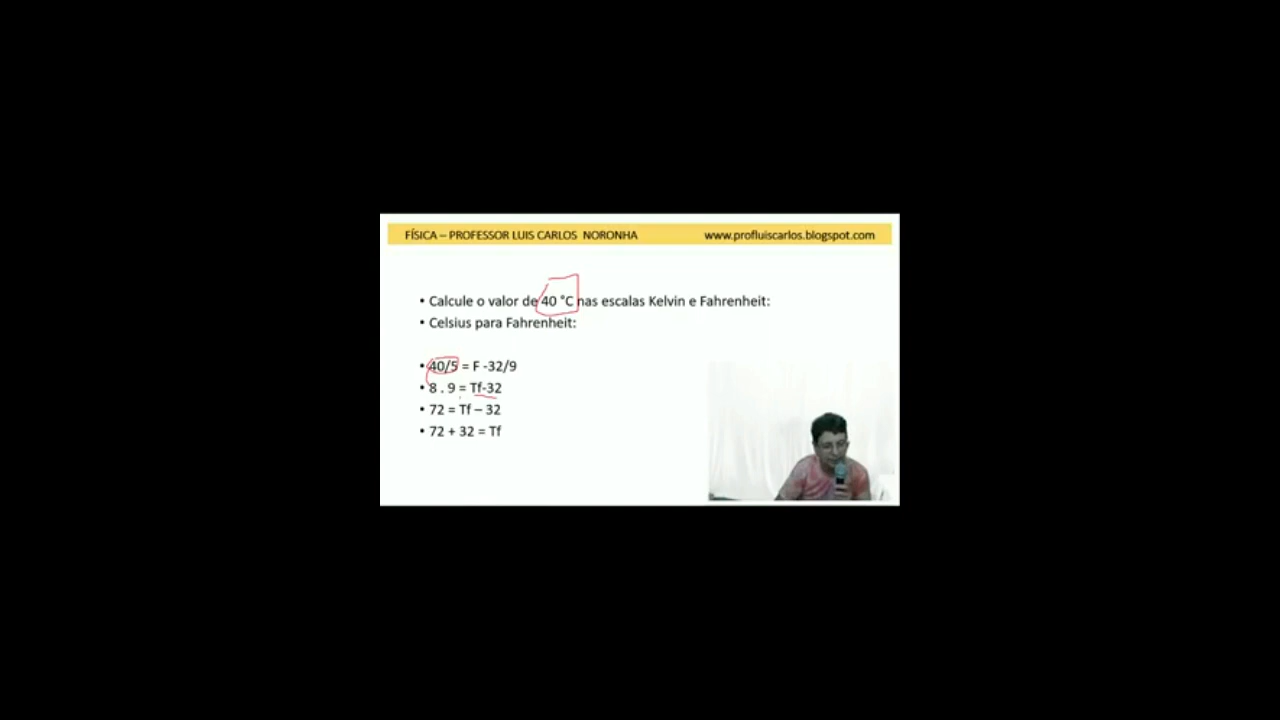 FÍSICA – PROFESSOR LUIS CARLOS NORONHA www.profluiscarlos.blogspot.com
• Calcule o valor de 40 °C nas escalas Kelvin e Fahrenheit:
• Celsius para Fahrenheit:
• 40/5 = F -32/9
• 8 . 9 = Tf-32
• 72 = Tf – 32
• 72 + 32 = Tf